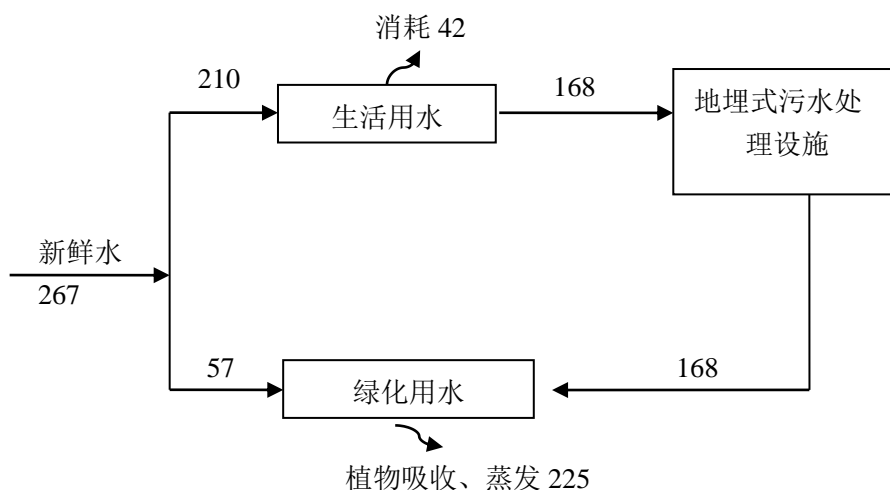 消耗 42
210
168
生活用水
地埋式污水处
理设施
新鲜水
267
57
绿化用水
168
植物吸收、蒸发 225